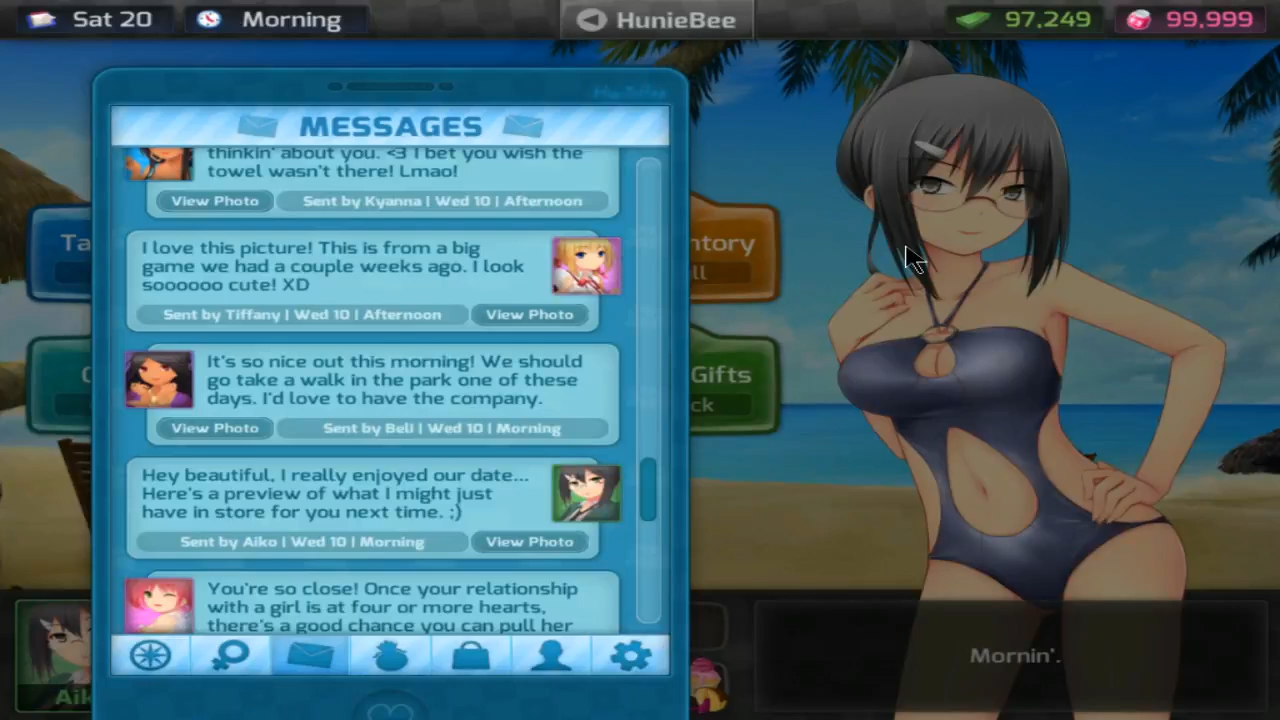 Sat 20
Morning
HunieBee
97,249
99,999
MESSAGES
thinkin' about you. <3 I bet you wish the
towel wasn't there! Lmao!
View Photo
Sent by Kyanna | Wed 10 | Afternoon
Ta
ntory
ll
I love this picture! This is from a big
game we had a couple weeks ago. I look
soooooo cute! XD
Sent by Tiffany | Wed 10 | Afternoon
View Photo
It's so nice out this morning! We should
go take a walk in the park one of these
days. I'd love to have the company.
View Photo
Sent by Beli | Wed 10 | Morning
Gifts
ck
Hey beautiful, I really enjoyed our date...
Here's a preview of what I might just
have in store for you next time. ;)
Sent by Aiko | Wed 10 | Morning
View Photo
You're so close! Once your relationship
with a girl is at four or more hearts,
there's a good chance you can pull her
Mornin'.
Aik